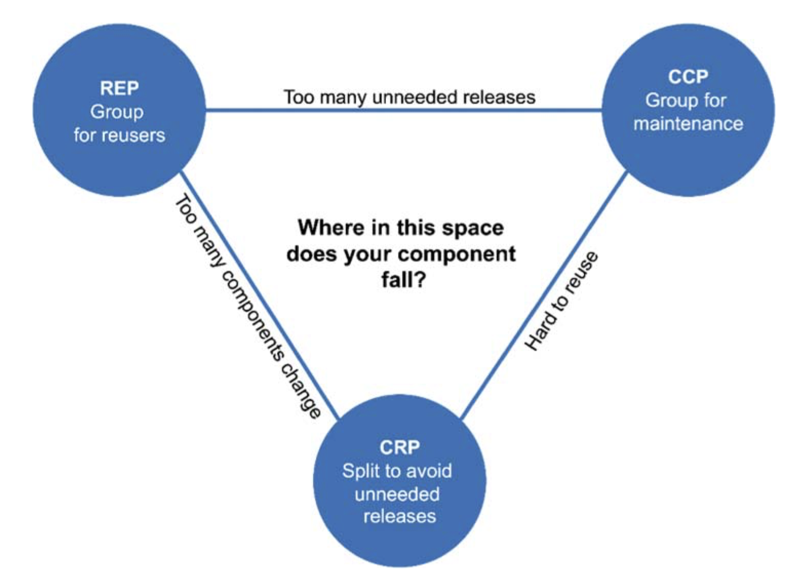 REP
Group
for reusers
Too many unneeded releases
CCP
Group for
maintenance
Too many components change
Where in this space
does your component
fall?
Hard to reuse
CRP
Split to avoid
unneeded
releases